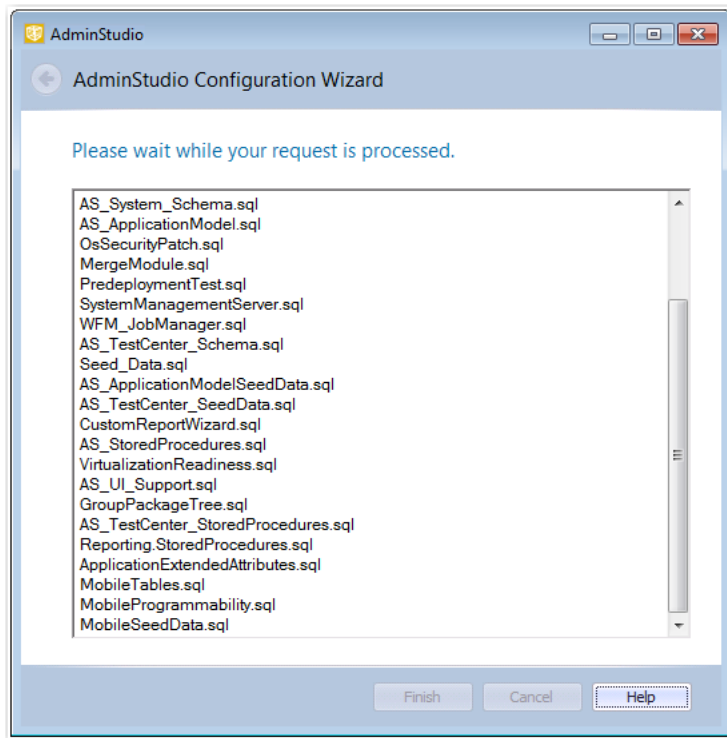 AdminStudio
AdminStudio Configuration Wizard
Please wait while your request is processed.
AS_System_Schema.sql
AS_ApplicationModel.sql
OsSecurityPatch.sql
MergeModule.sql
PredeploymentTest.sql
SystemManagementServer.sql
WFM_JobManager.sql
AS_TestCenter_Schema.sql
Seed_Data.sql
AS_ApplicationModelSeedData.sql
AS_TestCenter_SeedData.sql
CustomReportWizard.sql
AS_StoredProcedures.sql
VirtualizationReadiness.sql
AS_UI_Support.sql
GroupPackageTree.sql
AS_TestCenter_StoredProcedures.sql
Reporting.StoredProcedures.sql
ApplicationExtendedAttributes.sql
MobileTables.sql
MobileProgrammability.sql
MobileSeedData.sql
Finish Cancel Help